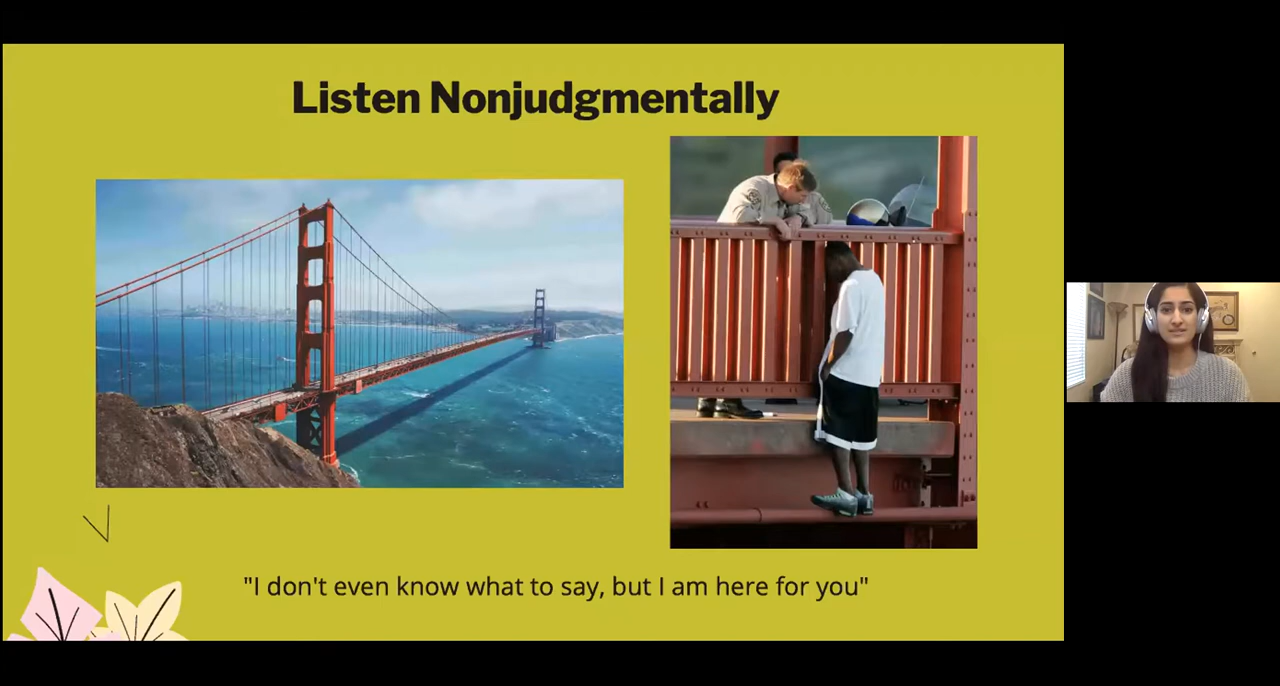 Listen Nonjudgmentally
"I don't even know what to say, but I am here for you"